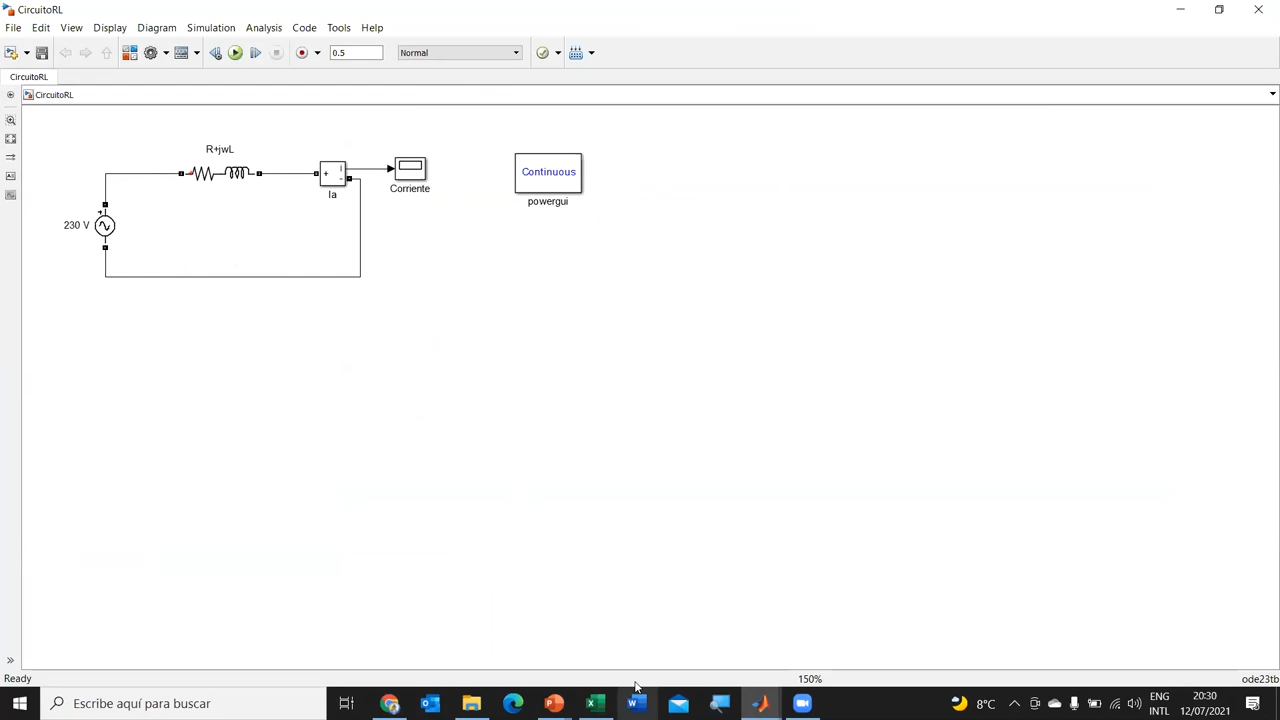 CircuitoRL
File Edit View Display Diagram Simulation Analysis Code Tools Help
0.5 Normal
CircuitoRL
CircuitoRL
R+jwL
+ i -
Ia
Corriente
Continuous
powergui
230 V
+
Ready 150% ode23tb
Escribe aquí para buscar
8°C
ENG
INTL
20:30
12/07/2021